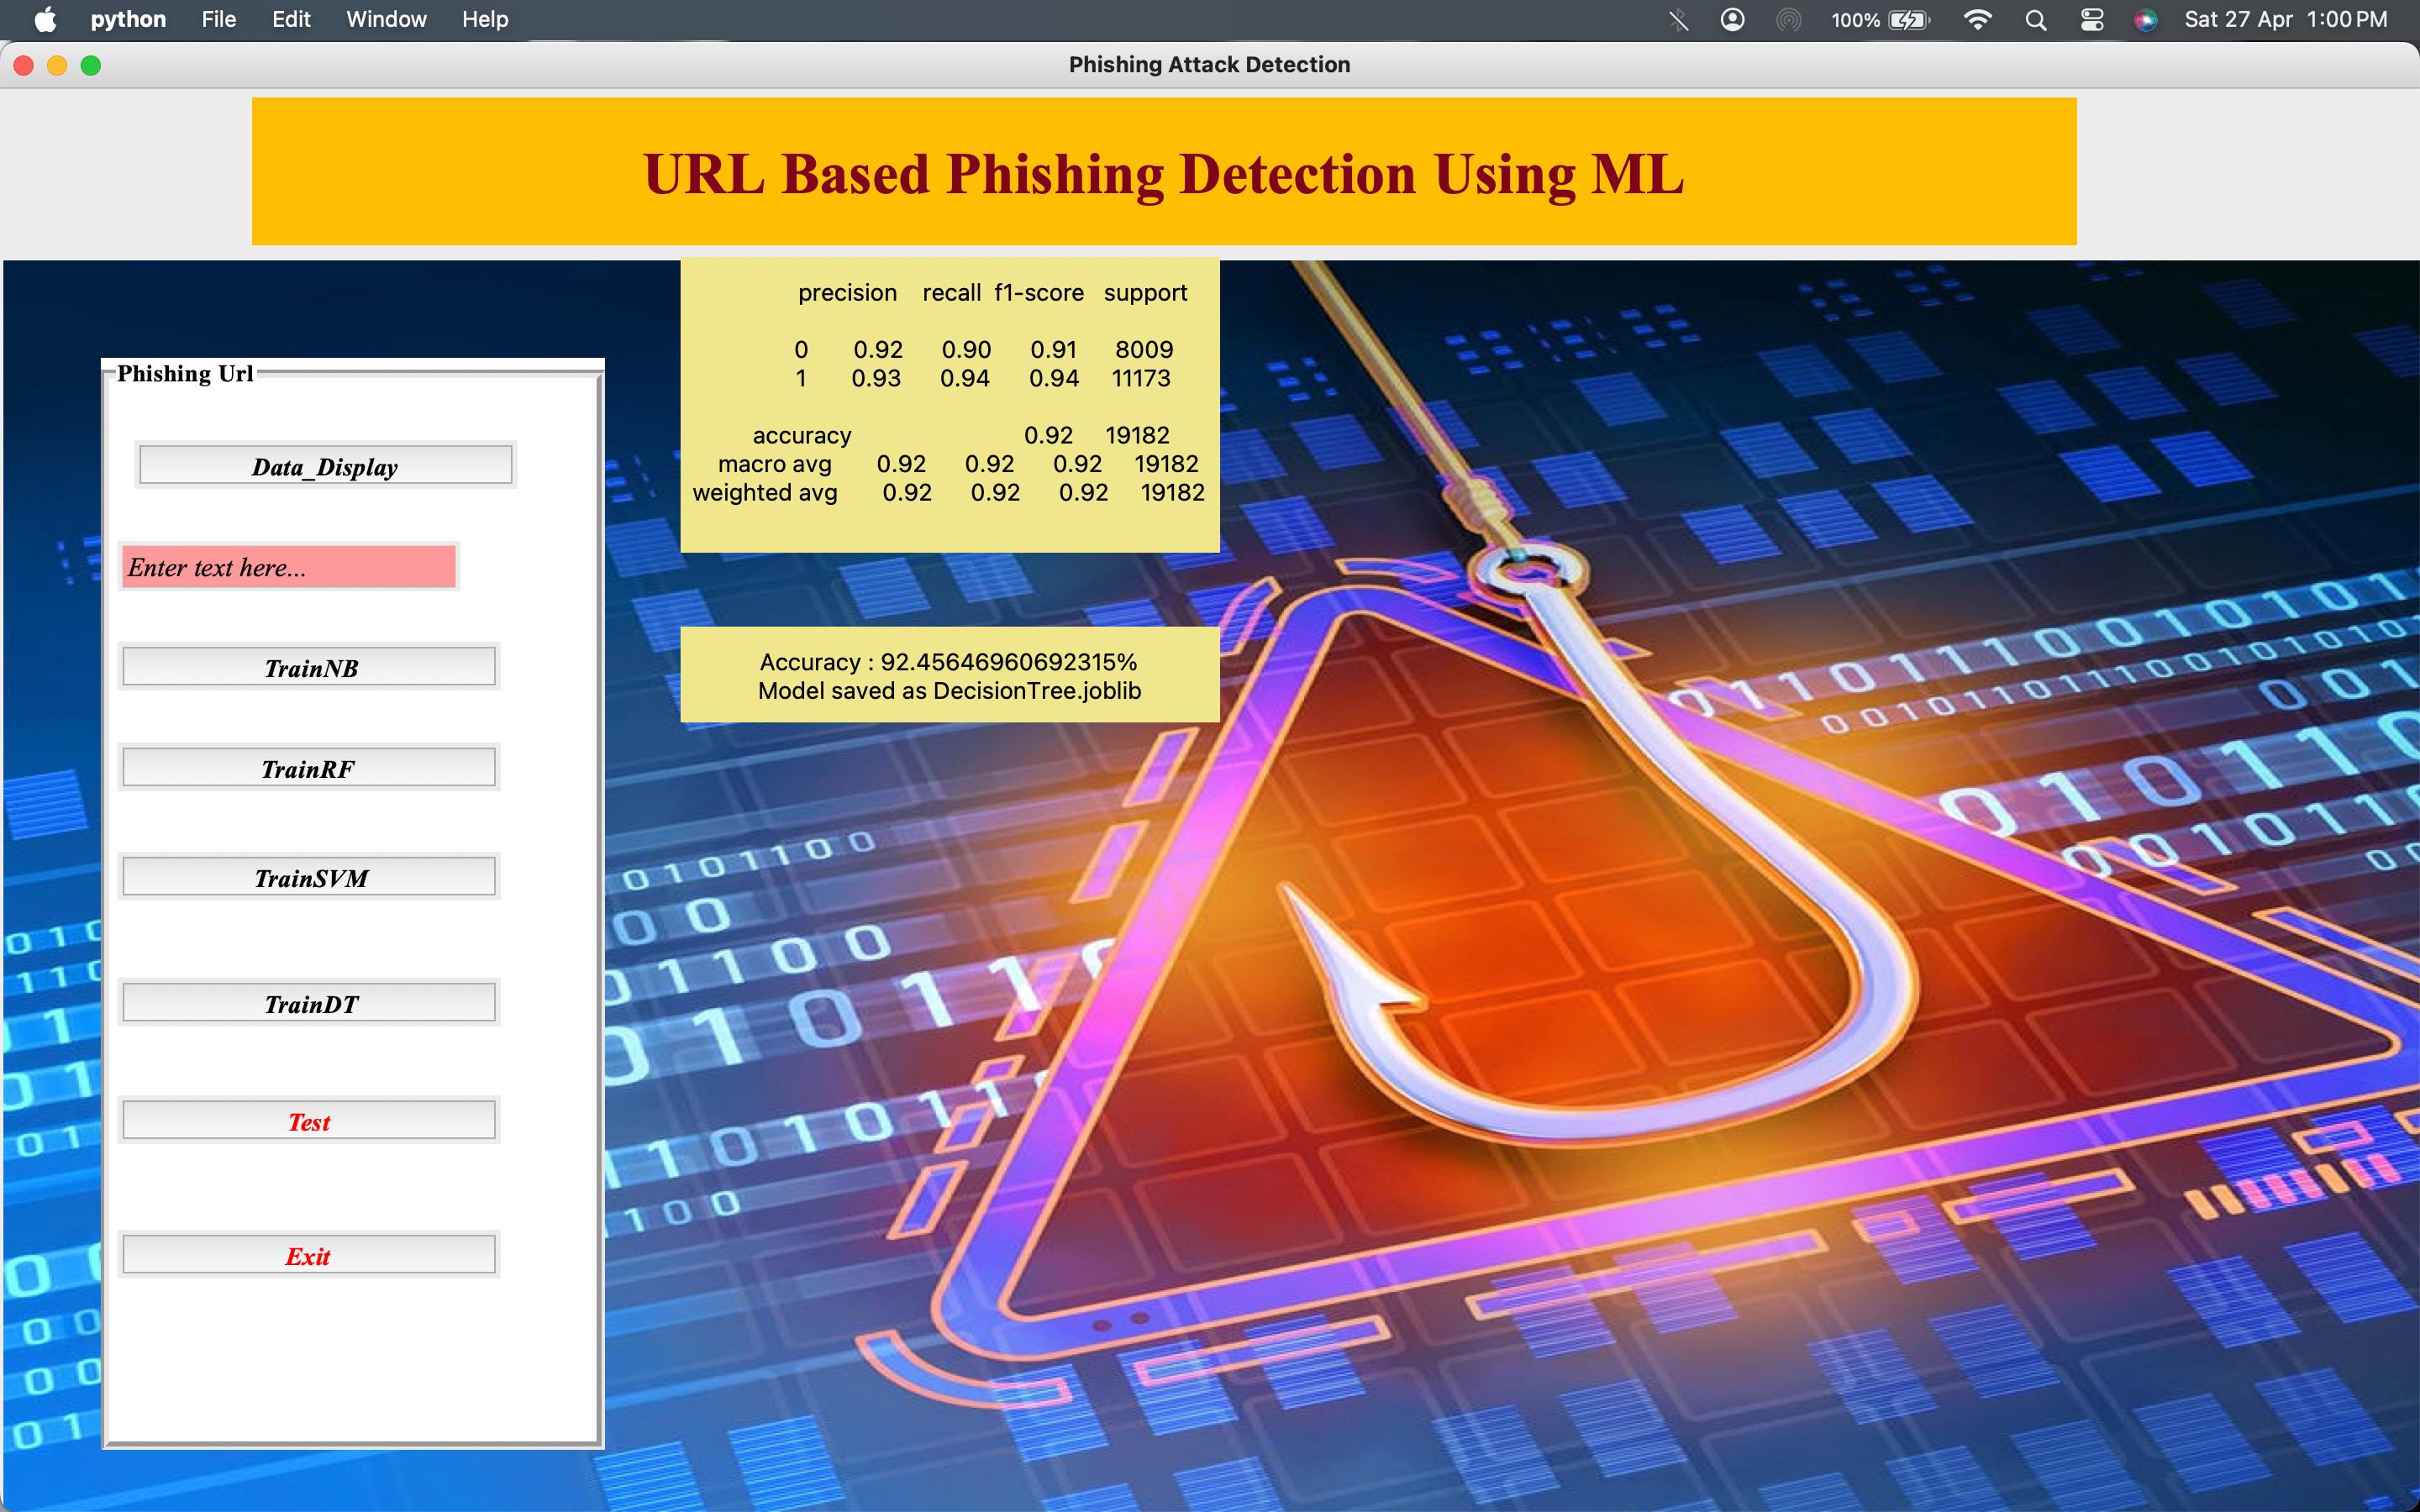 python File Edit Window Help 100% Sat 27 Apr 1:00 PM
Phishing Attack Detection
URL Based Phishing Detection Using ML
precision recall f1-score support
0 0.92 0.90 0.91 8009
1 0.93 0.94 0.94 11173
accuracy 0.92 19182
macro avg 0.92 0.92 0.92 19182
weighted avg 0.92 0.92 0.92 19182
Accuracy : 92.45646960692315%
Model saved as DecisionTree.joblib
Phishing Url
Data_Display
Enter text here...
TrainNB
TrainRF
TrainSVM
TrainDT
Test
Exit